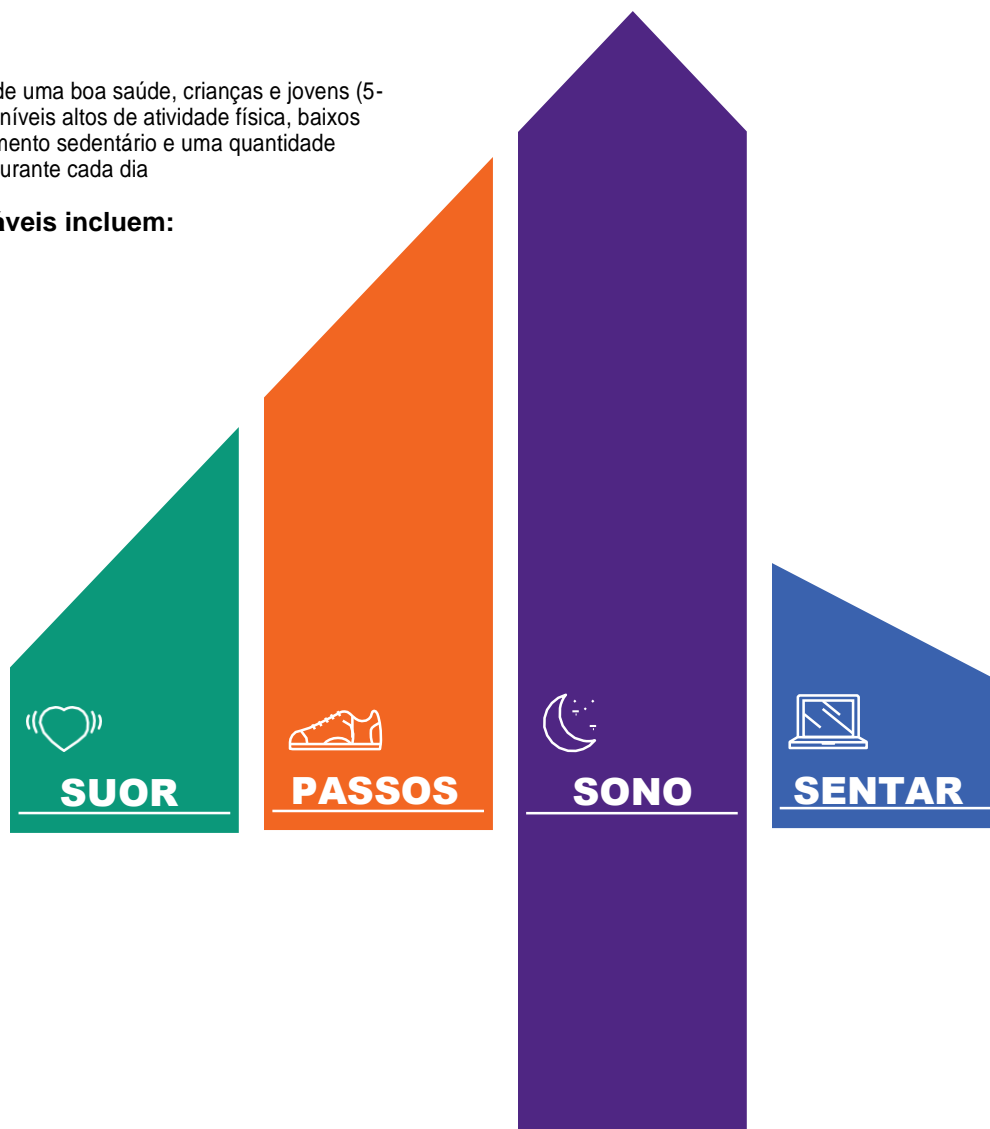 de uma boa saúde, crianças e jovens (5-
níveis altos de atividade física, baixos
mento sedentário e uma quantidade
urante cada dia
áveis incluem:
SUOR
PASSOS
SONO
SENTAR